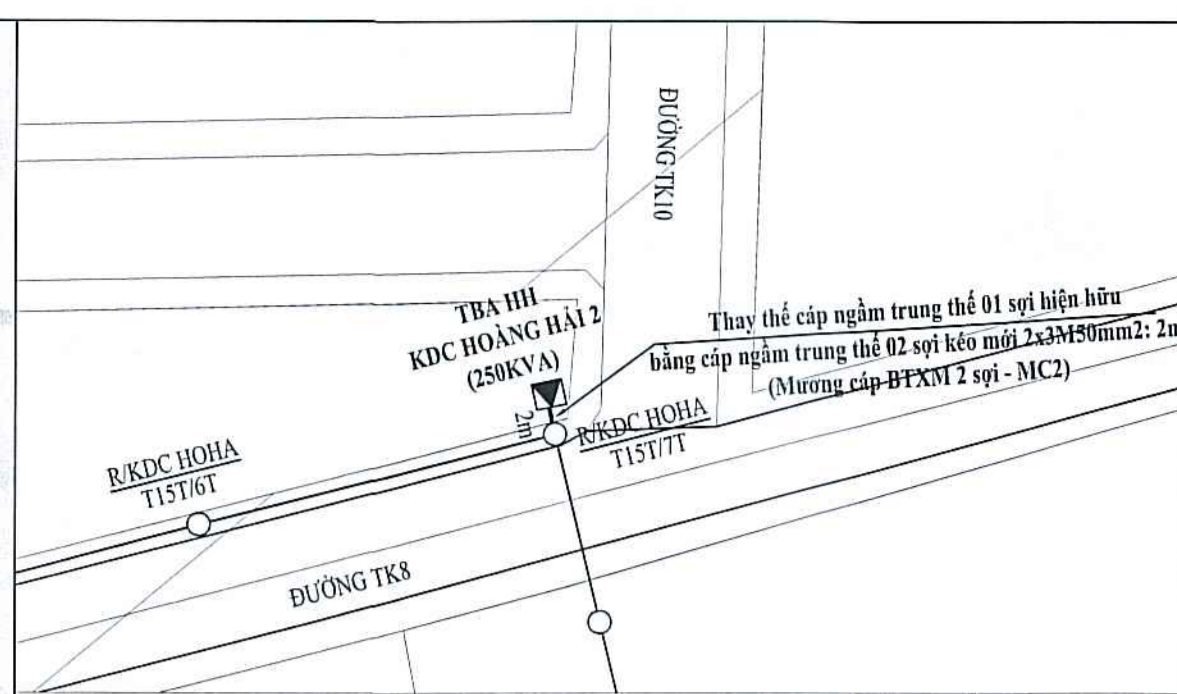 ĐƯỜNG TK10
TBA HH
KDC HOÀNG HẢI 2
(250KVA)
Thay thế cáp ngầm trung thế 01 sợi hiện hữu
bằng cáp ngầm trung thế 02 sợi kéo mới 2x3M50mm2: 2m
(Mương cáp BTXM 2 sợi - MC2)
2m
R/KDC HOHA
T15T/7T
R/KDC HOHA
T15T/6T
ĐƯỜNG TK8